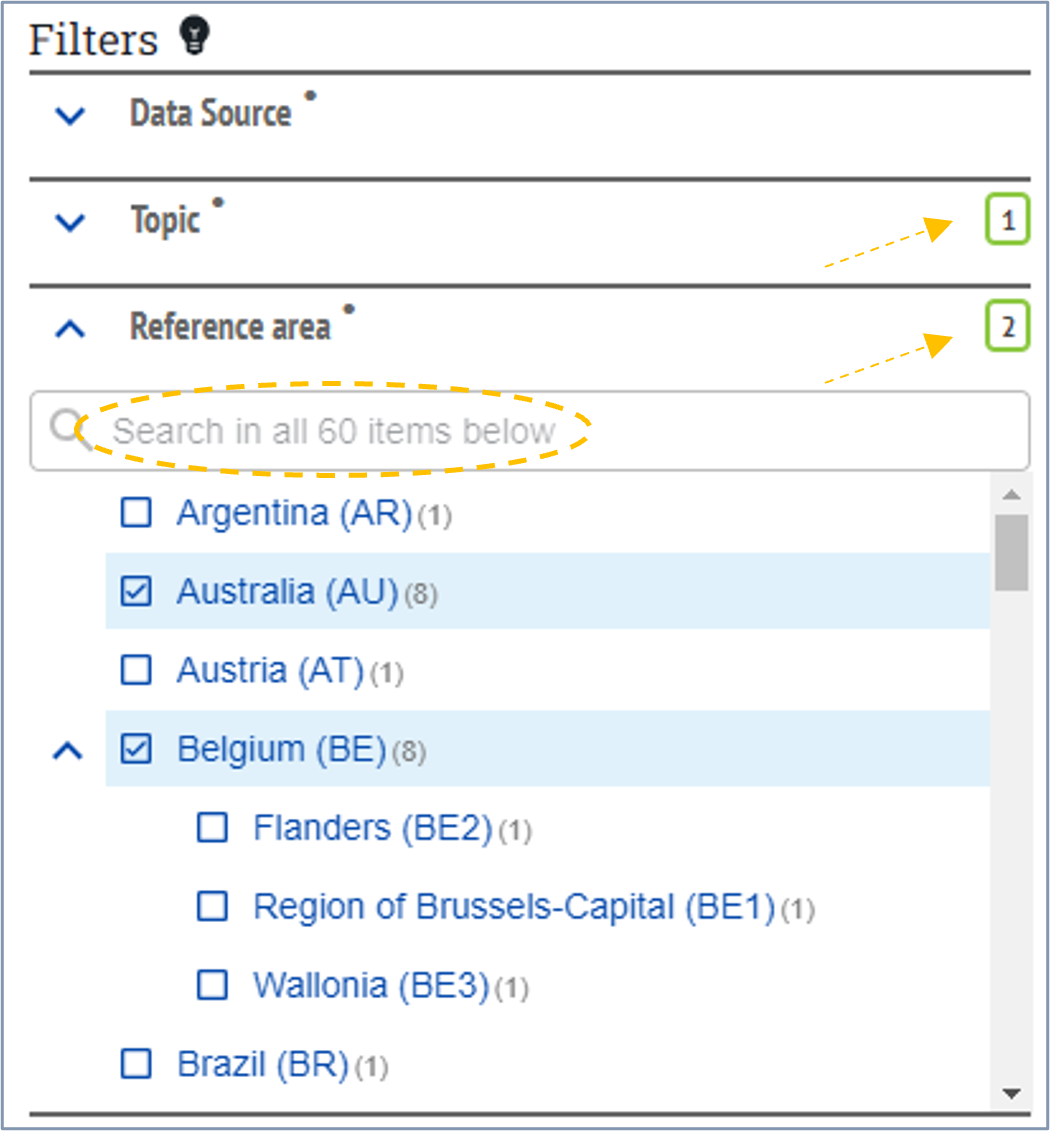 Filters
Data Source •
Topic • 1
Reference area • 2
Search in all 60 items below
Argentina (AR) (1)
Australia (AU) (8)
Austria (AT) (1)
Belgium (BE) (8)
Flanders (BE2) (1)
Region of Brussels-Capital (BE1) (1)
Wallonia (BE3) (1)
Brazil (BR) (1)